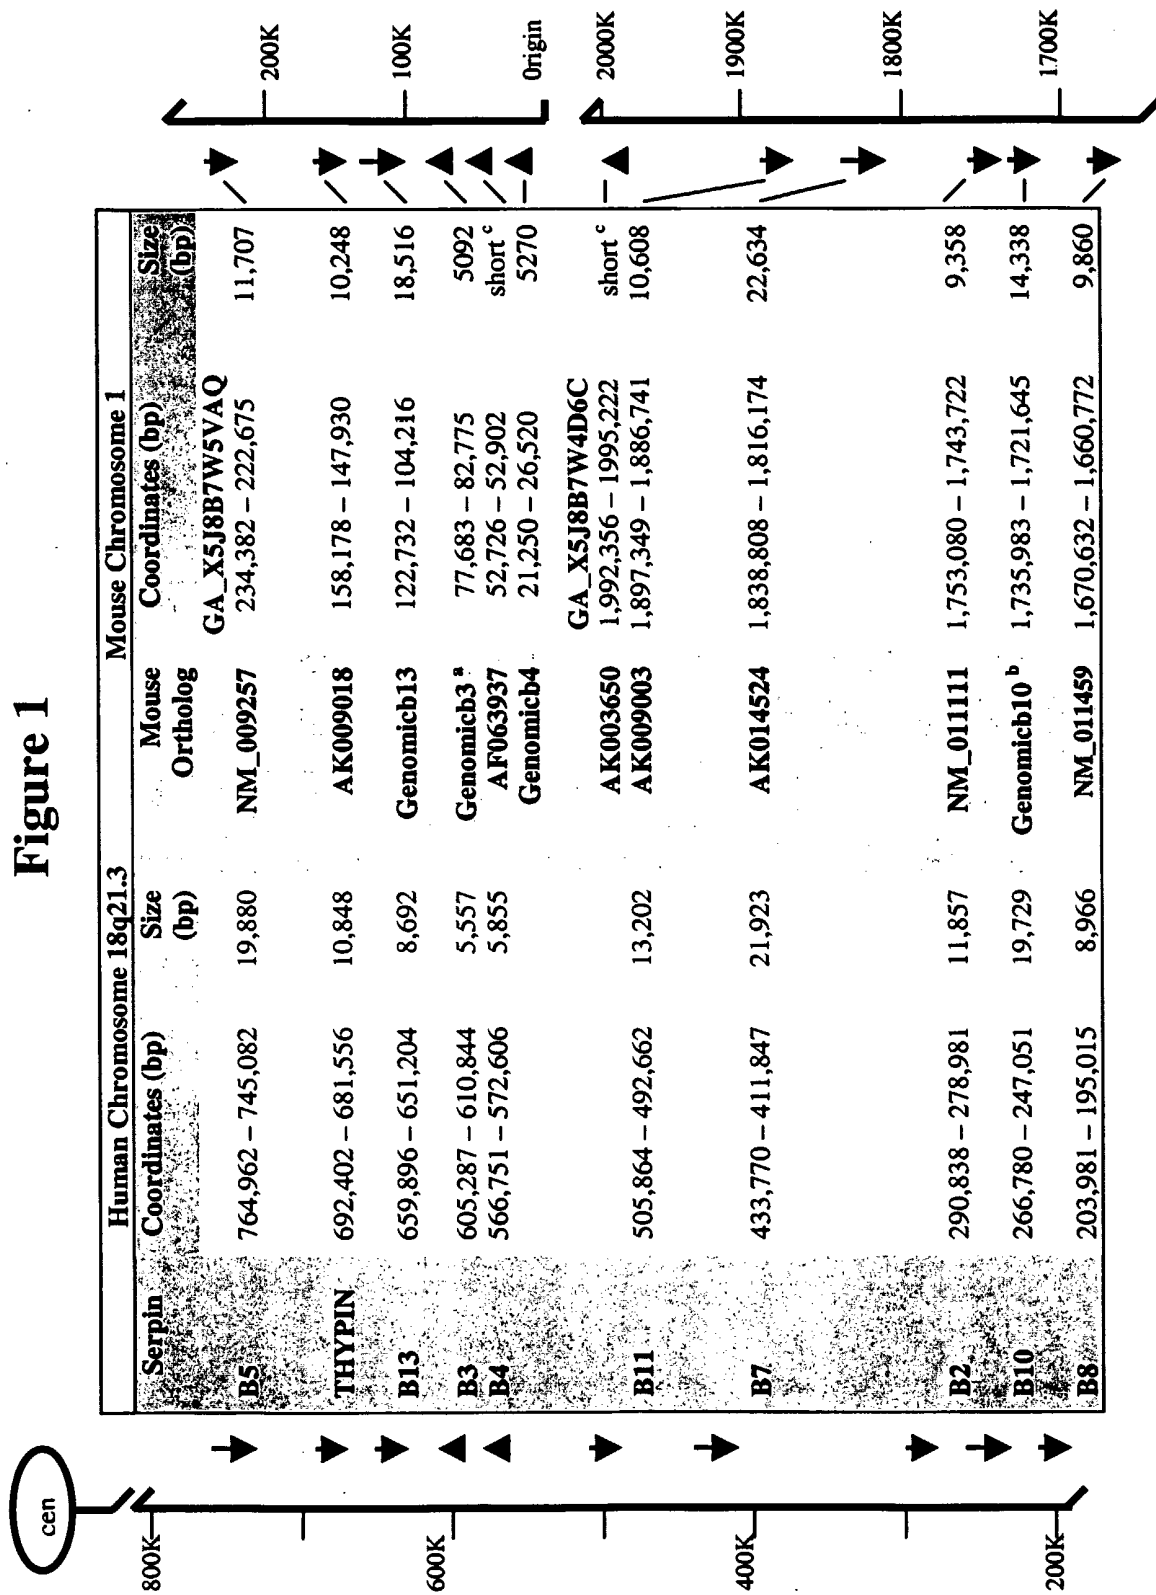 Figure 1
Human Chromosome 18q21.3 Mouse Chromosome 1
Serpin Coordinates (bp) Size (bp) Mouse Ortholog Coordinates (bp) Size (bp)
GA_X5J8B7W5VAQ
B5 764,962 – 745,082 19,880 NM_009257 234,382 – 222,675 11,707
THYPIN 692,402 – 681,556 10,848 AK009018 158,178 – 147,930 10,248
B13 659,896 – 651,204 8,692 Genomicb13 122,732 – 104,216 18,516
B3 605,287 – 610,844 5,557 Genomicb3 a 77,683 – 82,775 5092
B4 566,751 – 572,606 5,855 AF063937 52,726 – 52,902 short c
Genomicb4 21,250 – 26,520 5270
GA_X5J8B7W4D6C
AK003650 1,992,356 – 1995,222 short c
B11 505,864 – 492,662 13,202 AK009003 1,897,349 – 1,886,741 10,608
B7 433,770 – 411,847 21,923 AK014524 1,838,808 – 1,816,174 22,634
B2 290,838 – 278,981 11,857 NM_011111 1,753,080 – 1,743,722 9,358
B10 266,780 – 247,051 19,729 Genomicb10 b 1,735,983 – 1,721,645 14,338
B8 203,981 – 195,015 8,966 NM_011459 1,670,632 – 1,660,772 9,860
cen
800K
600K
400K
200K
200K
100K
Origin
2000K
1900K
1800K
1700K